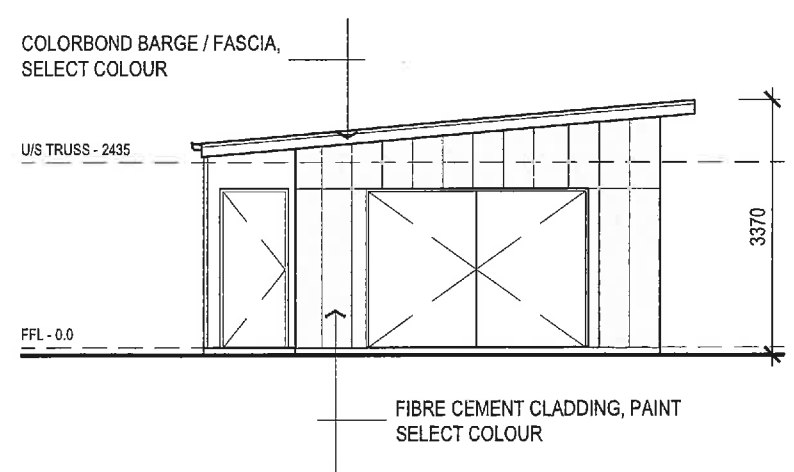 COLORBOND BARGE / FASCIA,
SELECT COLOUR
U/S TRUSS - 2435
3370
FFL - 0.0
FIBRE CEMENT CLADDING, PAINT
SELECT COLOUR